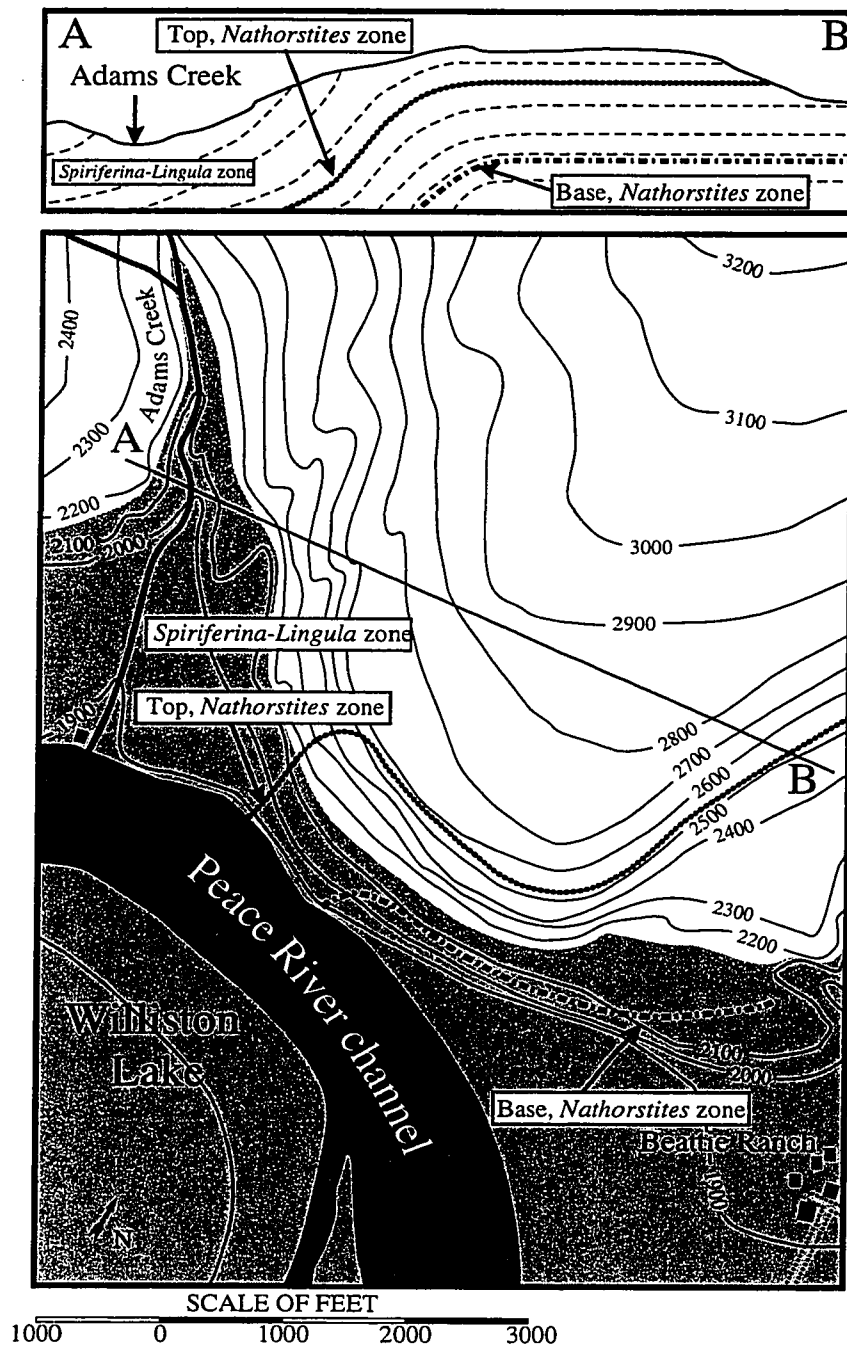 A
Top, Nathorstites zone
B
Adams Creek
Spiriferina-Lingula zone
Base, Nathorstites zone
3200
2400
Adams Creek
3100
2300
A
2200
2100
2000
3000
2900
Spiriferina-Lingula zone
Top, Nathorstites zone
1900
2800
2700
2600
B
2500
2400
Peace River channel
2300
2200
Williston
Lake
2100
2000
Base, Nathorstites zone
Beattie Ranch
1900
N
SCALE OF FEET
1000 0 1000 2000 3000